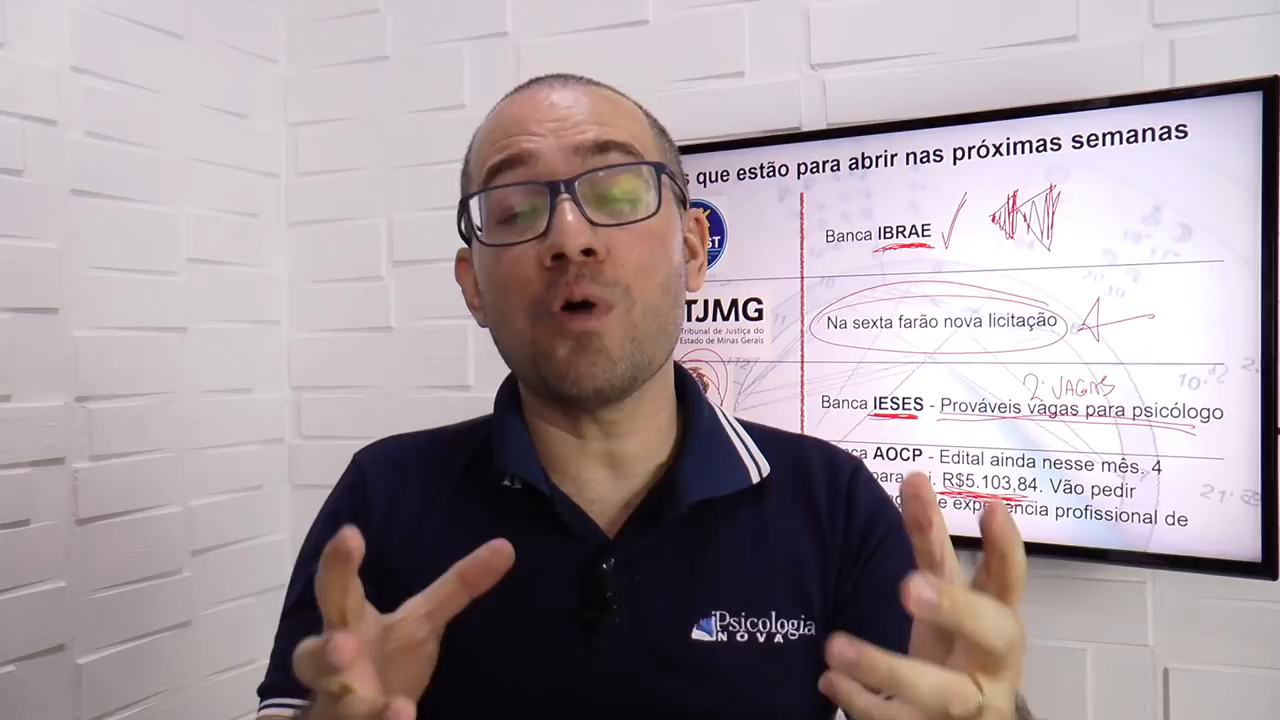 que estão para abrir nas próximas semanas
Banca IBRAE
TJMG
Tribunal de Justiça do
Estado de Minas Gerais
Na sexta farão nova licitação
2 VAGAS
Banca IESES - Prováveis vagas para psicólogo
AOCP - Edital ainda nesse mês. 4
para R$5.103,84. Vão pedir
e experiência profissional de
Psicologia
NOVA